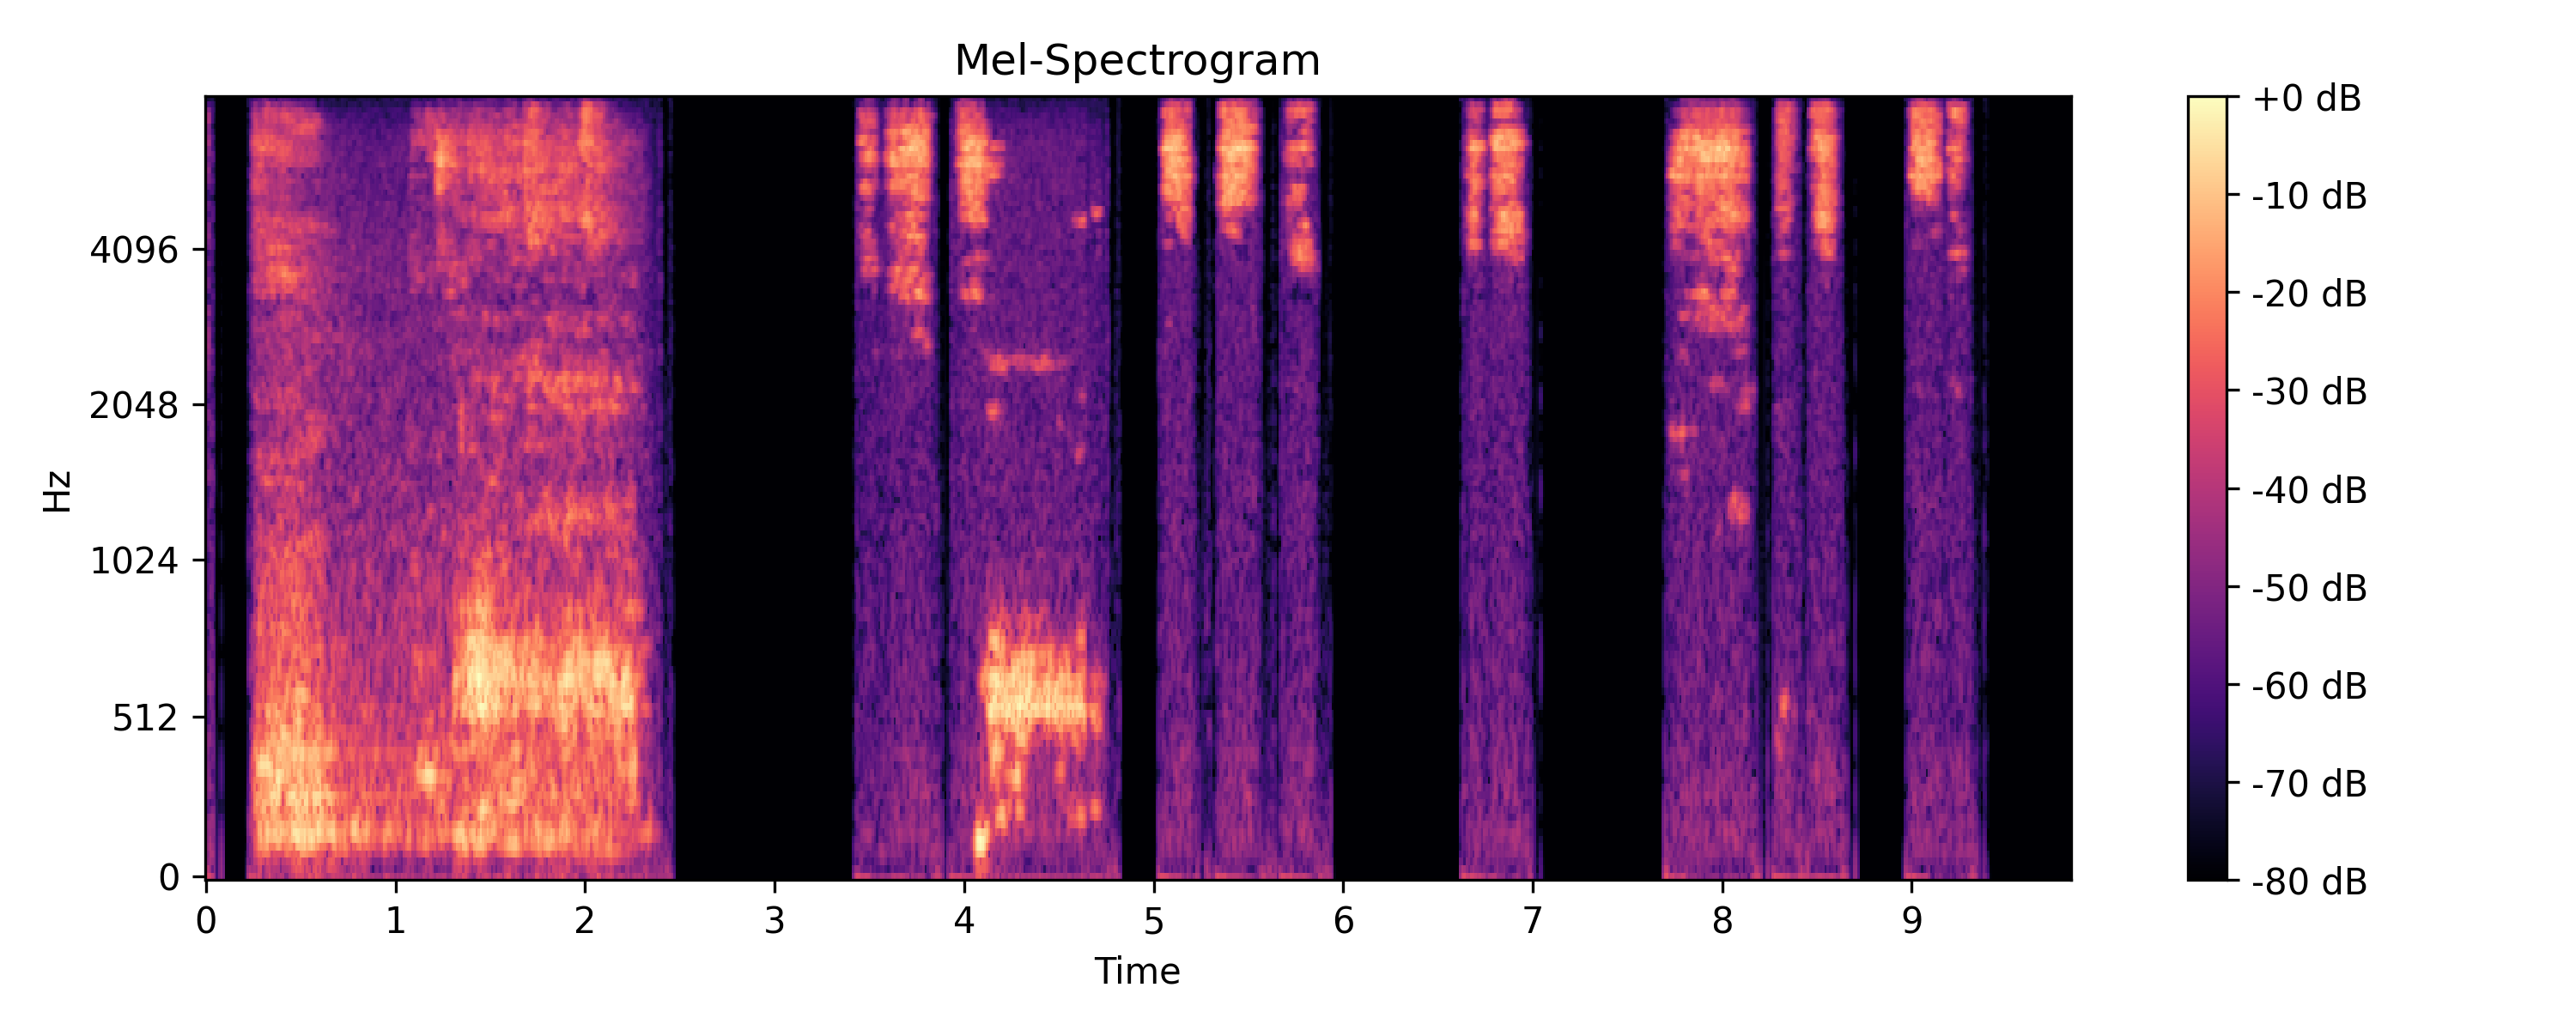 Mel-Spectrogram
+0 dB
-10 dB
-20 dB
-30 dB
-40 dB
-50 dB
-60 dB
-70 dB
-80 dB
Hz
4096
2048
1024
512
0
0 1 2 3 4 5 6 7 8 9
Time